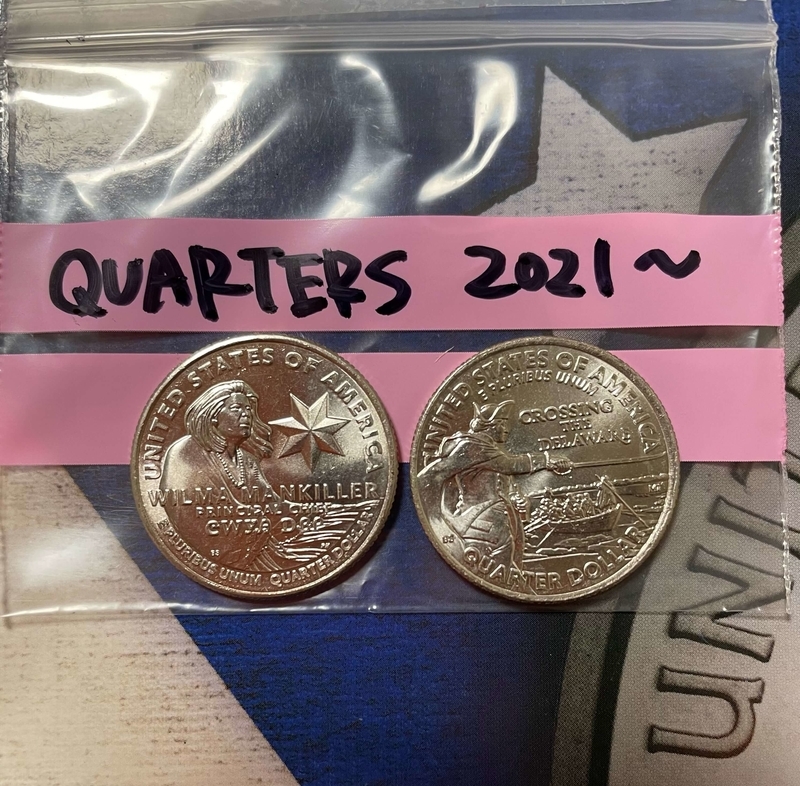 QUARTERS 2021~
UNITED STATES OF AMERICA
WILMA MANKILLER
PRINCIPAL CHIEF
E PLURIBUS UNUM QUARTER DOLLAR
UNITED STATES OF AMERICA
E PLURIBUS UNUM
CROSSING
THE
DELAWARE
QUARTER DOLLAR